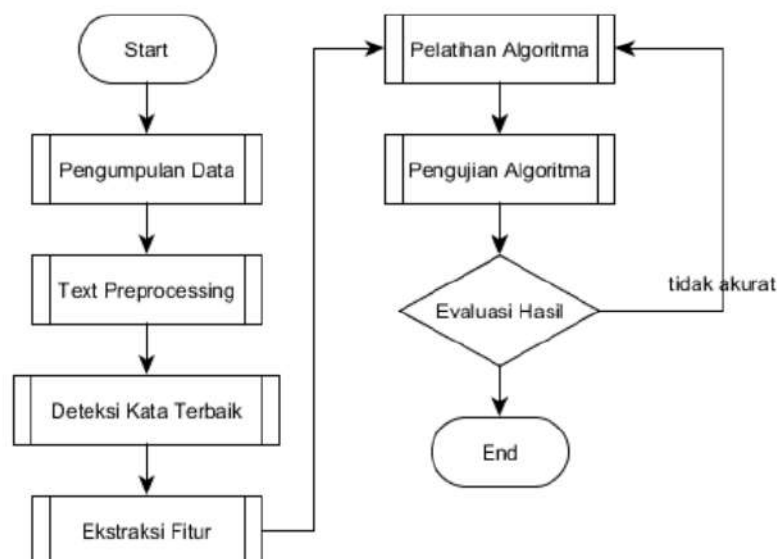 Start
Pengumpulan Data
Text Preprocessing
Deteksi Kata Terbaik
Ekstraksi Fitur
Pelatihan Algoritma
Pengujian Algoritma
Evaluasi Hasil
tidak akurat
End